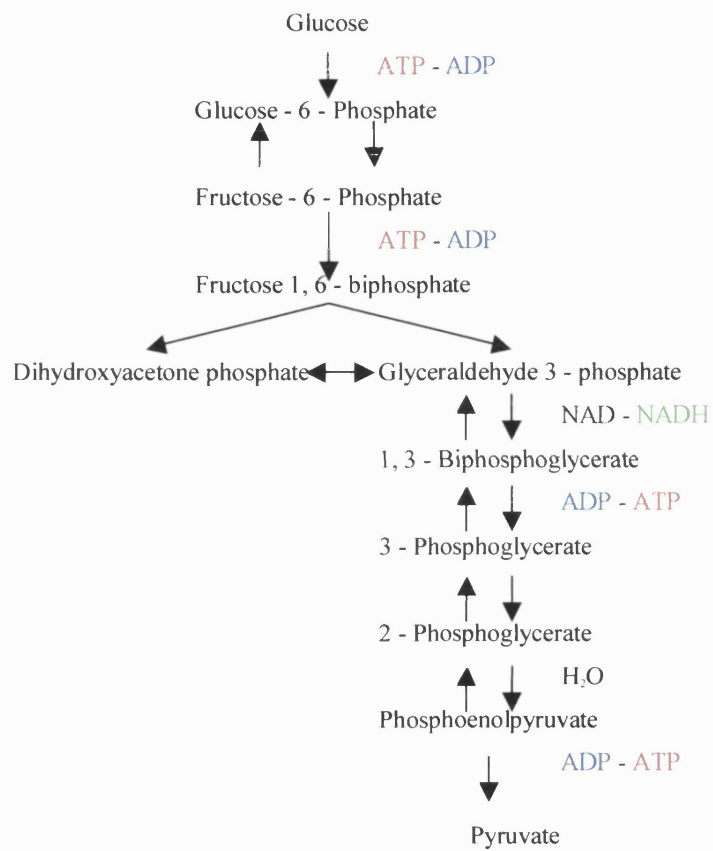 Glucose
ATP - ADP
Glucose - 6 - Phosphate
Fructose - 6 - Phosphate
ATP - ADP
Fructose 1, 6 - biphosphate
Dihydroxyacetone phosphate
Glyceraldehyde 3 - phosphate
NAD - NADH
1, 3 - Biphosphoglycerate
ADP - ATP
3 - Phosphoglycerate
2 - Phosphoglycerate
H₂O
Phosphoenolpyruvate
ADP - ATP
Pyruvate